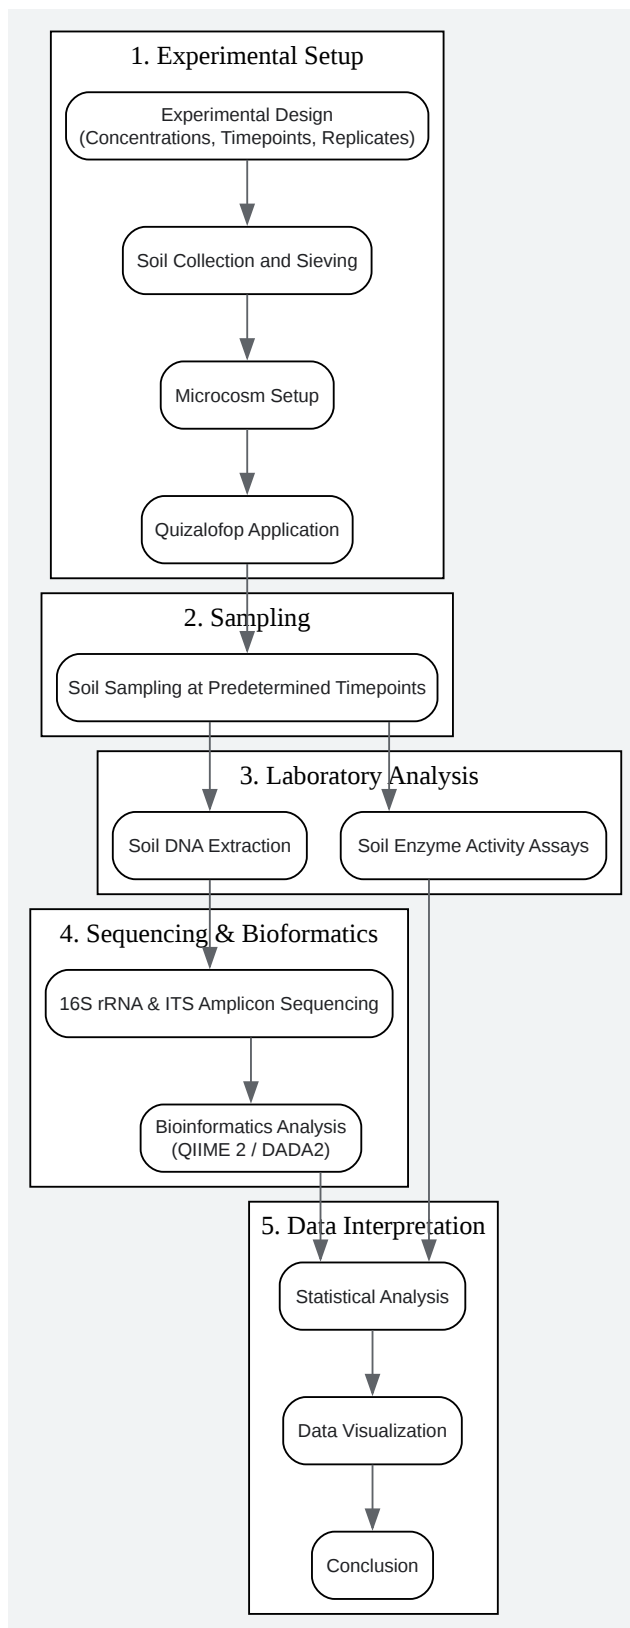 1. Experimental Setup
Experimental Design
(Concentrations, Timepoints, Replicates)
Soil Collection and Sieving
Microcosm Setup
Quizalofop Application
2. Sampling
Soil Sampling at Predetermined Timepoints
3. Laboratory Analysis
Soil DNA Extraction
Soil Enzyme Activity Assays
4. Sequencing & Bioformatics
16S rRNA & ITS Amplicon Sequencing
Bioinformatics Analysis
(QIIME 2 / DADA2)
5. Data Interpretation
Statistical Analysis
Data Visualization
Conclusion